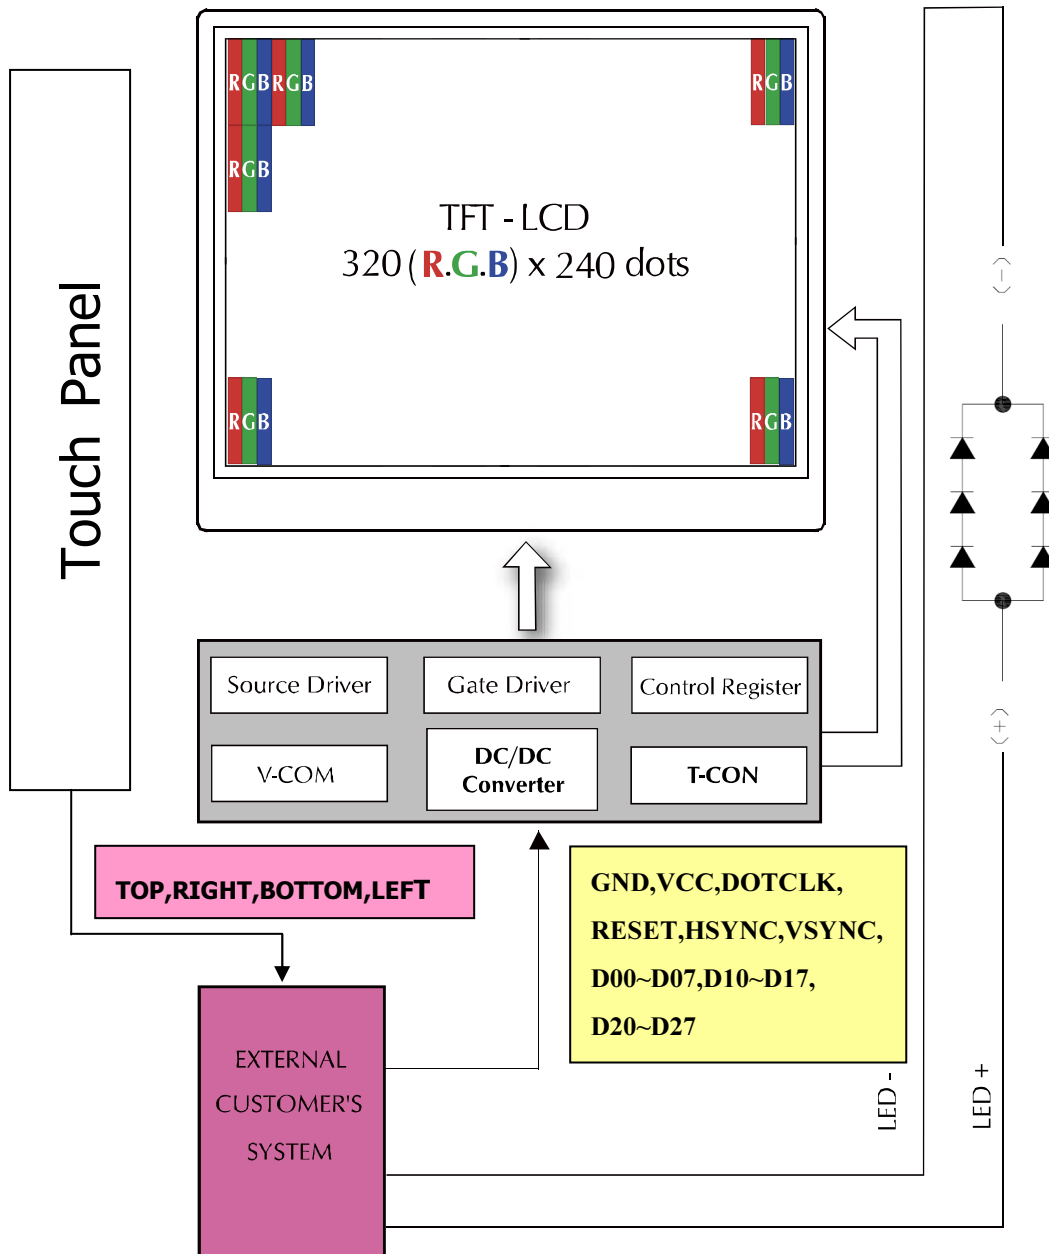 RGBRGB
RGB
RGB
TFT - LCD
320 (R.G.B) x 240 dots
RGB
RGB
Touch Panel
(-)
(+)
Source Driver
Gate Driver
Control Register
V-COM
DC/DC
Converter
T-CON
TOP,RIGHT,BOTTOM,LEFT
GND,VCC,DOTCLK,
RESET,HSYNC,VSYNC,
D00~D07,D10~D17,
D20~D27
EXTERNAL
CUSTOMER'S
SYSTEM
LED -
LED +